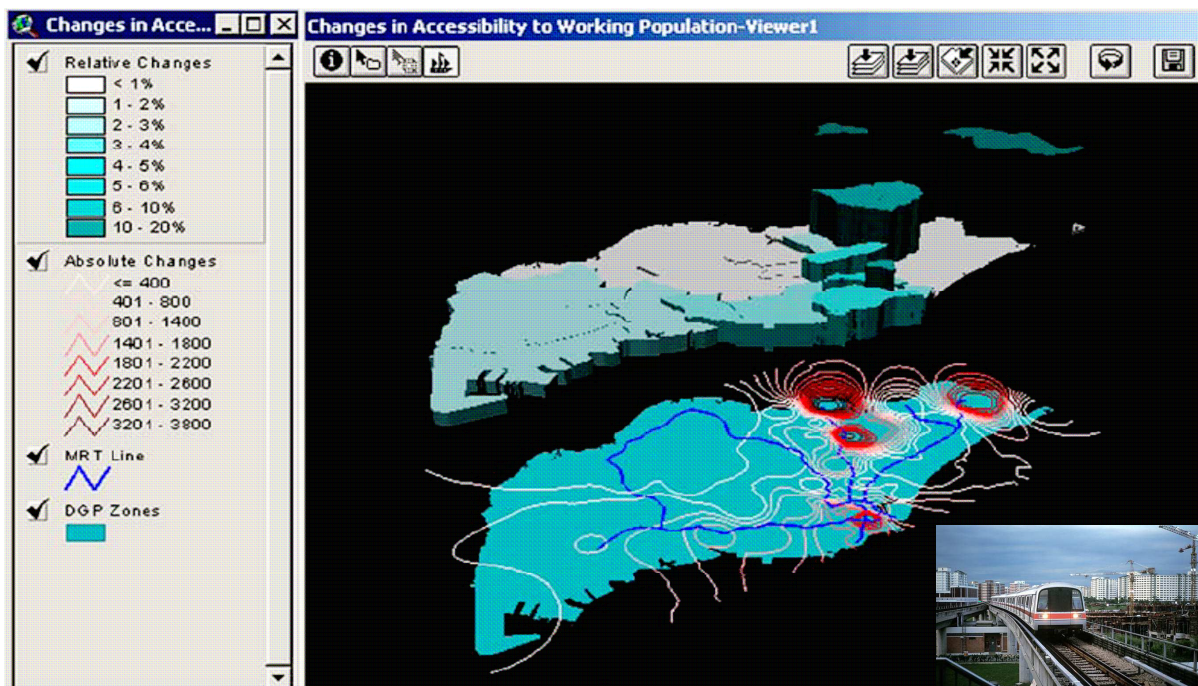 Changes in Acce...
Relative Changes
< 1%
1 - 2%
2 - 3%
3 - 4%
4 - 5%
5 - 6%
6 - 10%
10 - 20%
Absolute Changes
<= 400
401 - 800
801 - 1400
1401 - 1800
1801 - 2200
2201 - 2600
2601 - 3200
3201 - 3800
MRT Line
DGP Zones
Changes in Accessibility to Working Population-Viewer1